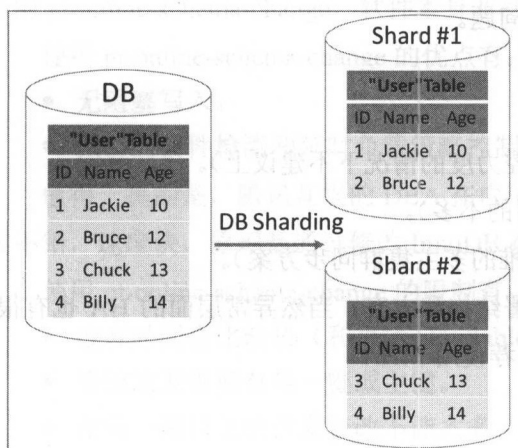 DB
"User"Table
ID Name Age
1 Jackie 10
2 Bruce 12
3 Chuck 13
4 Billy 14
DB Sharding
Shard #1
"User"Table
ID Name Age
1 Jackie 10
2 Bruce 12
Shard #2
"User"Table
ID Name Age
3 Chuck 13
4 Billy 14